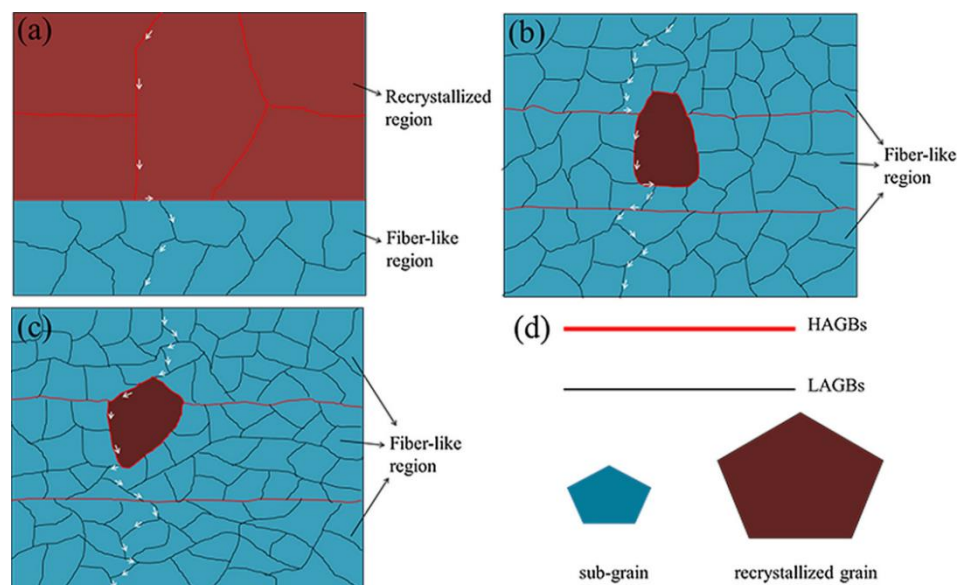 (a)
Recrystallized
region
Fiber-like
region
(b)
Fiber-like
region
(c)
Fiber-like
region
(d)
HAGBs
LAGBs
sub-grain
recrystallized grain